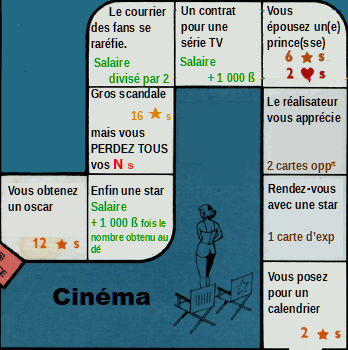 Le courrier
des fans se
raréfie.
Salaire
divisé par 2
Un contrat
pour une
série TV
Salaire
+ 1 000 ß
Vous
épousez un(e)
prince(sse)
6 ★ s
2 ♥ s
Gros scandale
16 ★ s
mais vous
PERDEZ TOUS
vos N s
Le réalisateur
vous apprécie
2 cartes oppᵗˢ
Vous obtenez
un oscar
12 ★ s
Enfin une star
Salaire
+ 1 000 ß fois le
nombre obtenu au
dé
Rendez-vous
avec une star
1 carte d'exp
Vous posez
pour un
calendrier
2 ★ s
Cinéma